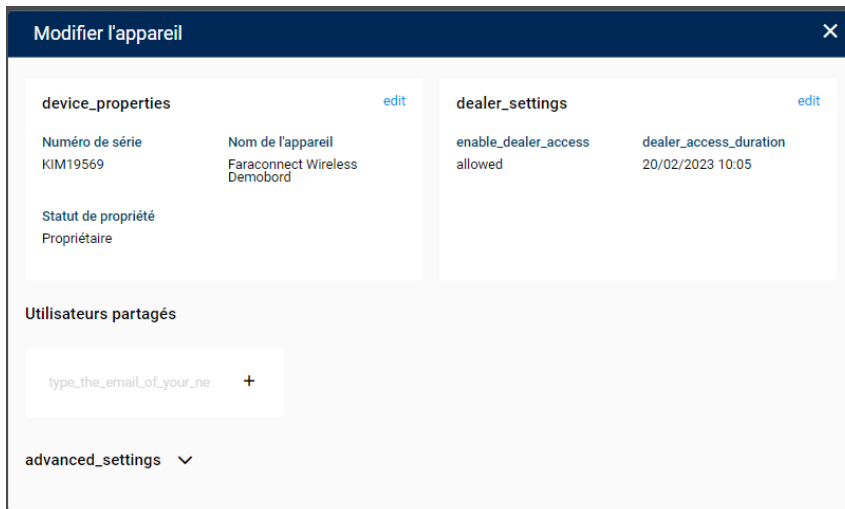 Modifier l'appareil
device_properties
edit
Numéro de série
Nom de l'appareil
KIM19569
Faraconnect Wireless
Demobord
Statut de propriété
Propriétaire
dealer_settings
edit
enable_dealer_access
dealer_access_duration
allowed
20/02/2023 10:05
Utilisateurs partagés
type_the_email_of_your_ne
advanced_settings